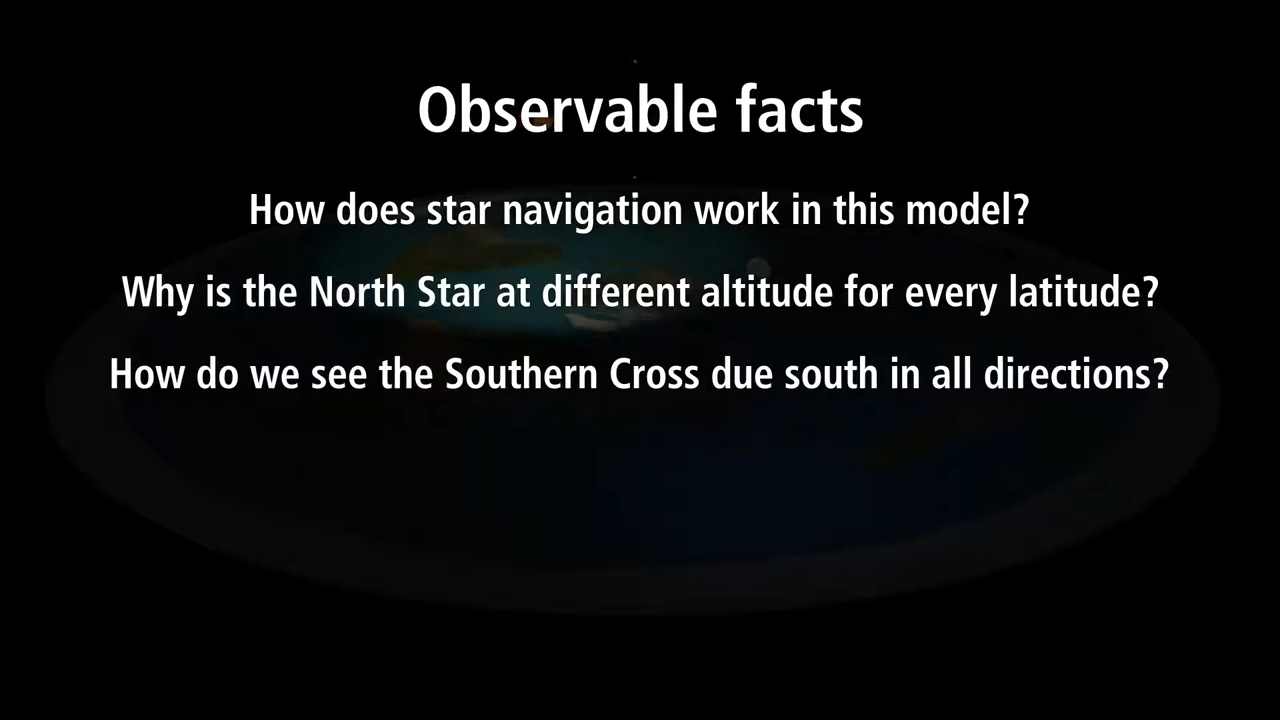 Observable facts
How does star navigation work in this model?
Why is the North Star at different altitude for every latitude?
How do we see the Southern Cross due south in all directions?